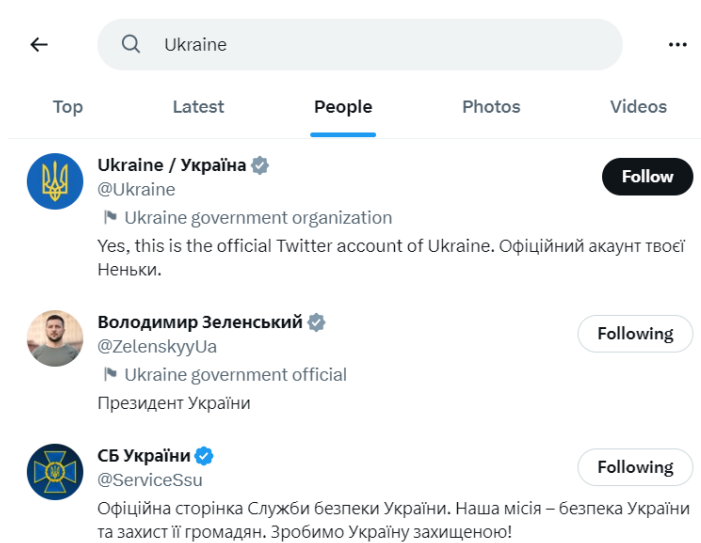 Ukraine
Top Latest People Photos Videos
Ukraine / Україна
Follow
@Ukraine
Ukraine government organization
Yes, this is the official Twitter account of Ukraine. Офіційний акаунт твоєї
Неньки.
Володимир Зеленський
Following
@ZelenskyyUa
Ukraine government official
Президент України
СБ України
Following
@ServiceSsu
Офіційна сторінка Служби безпеки України. Наша місія – безпека України
та захист її громадян. Зробимо Україну захищеною!